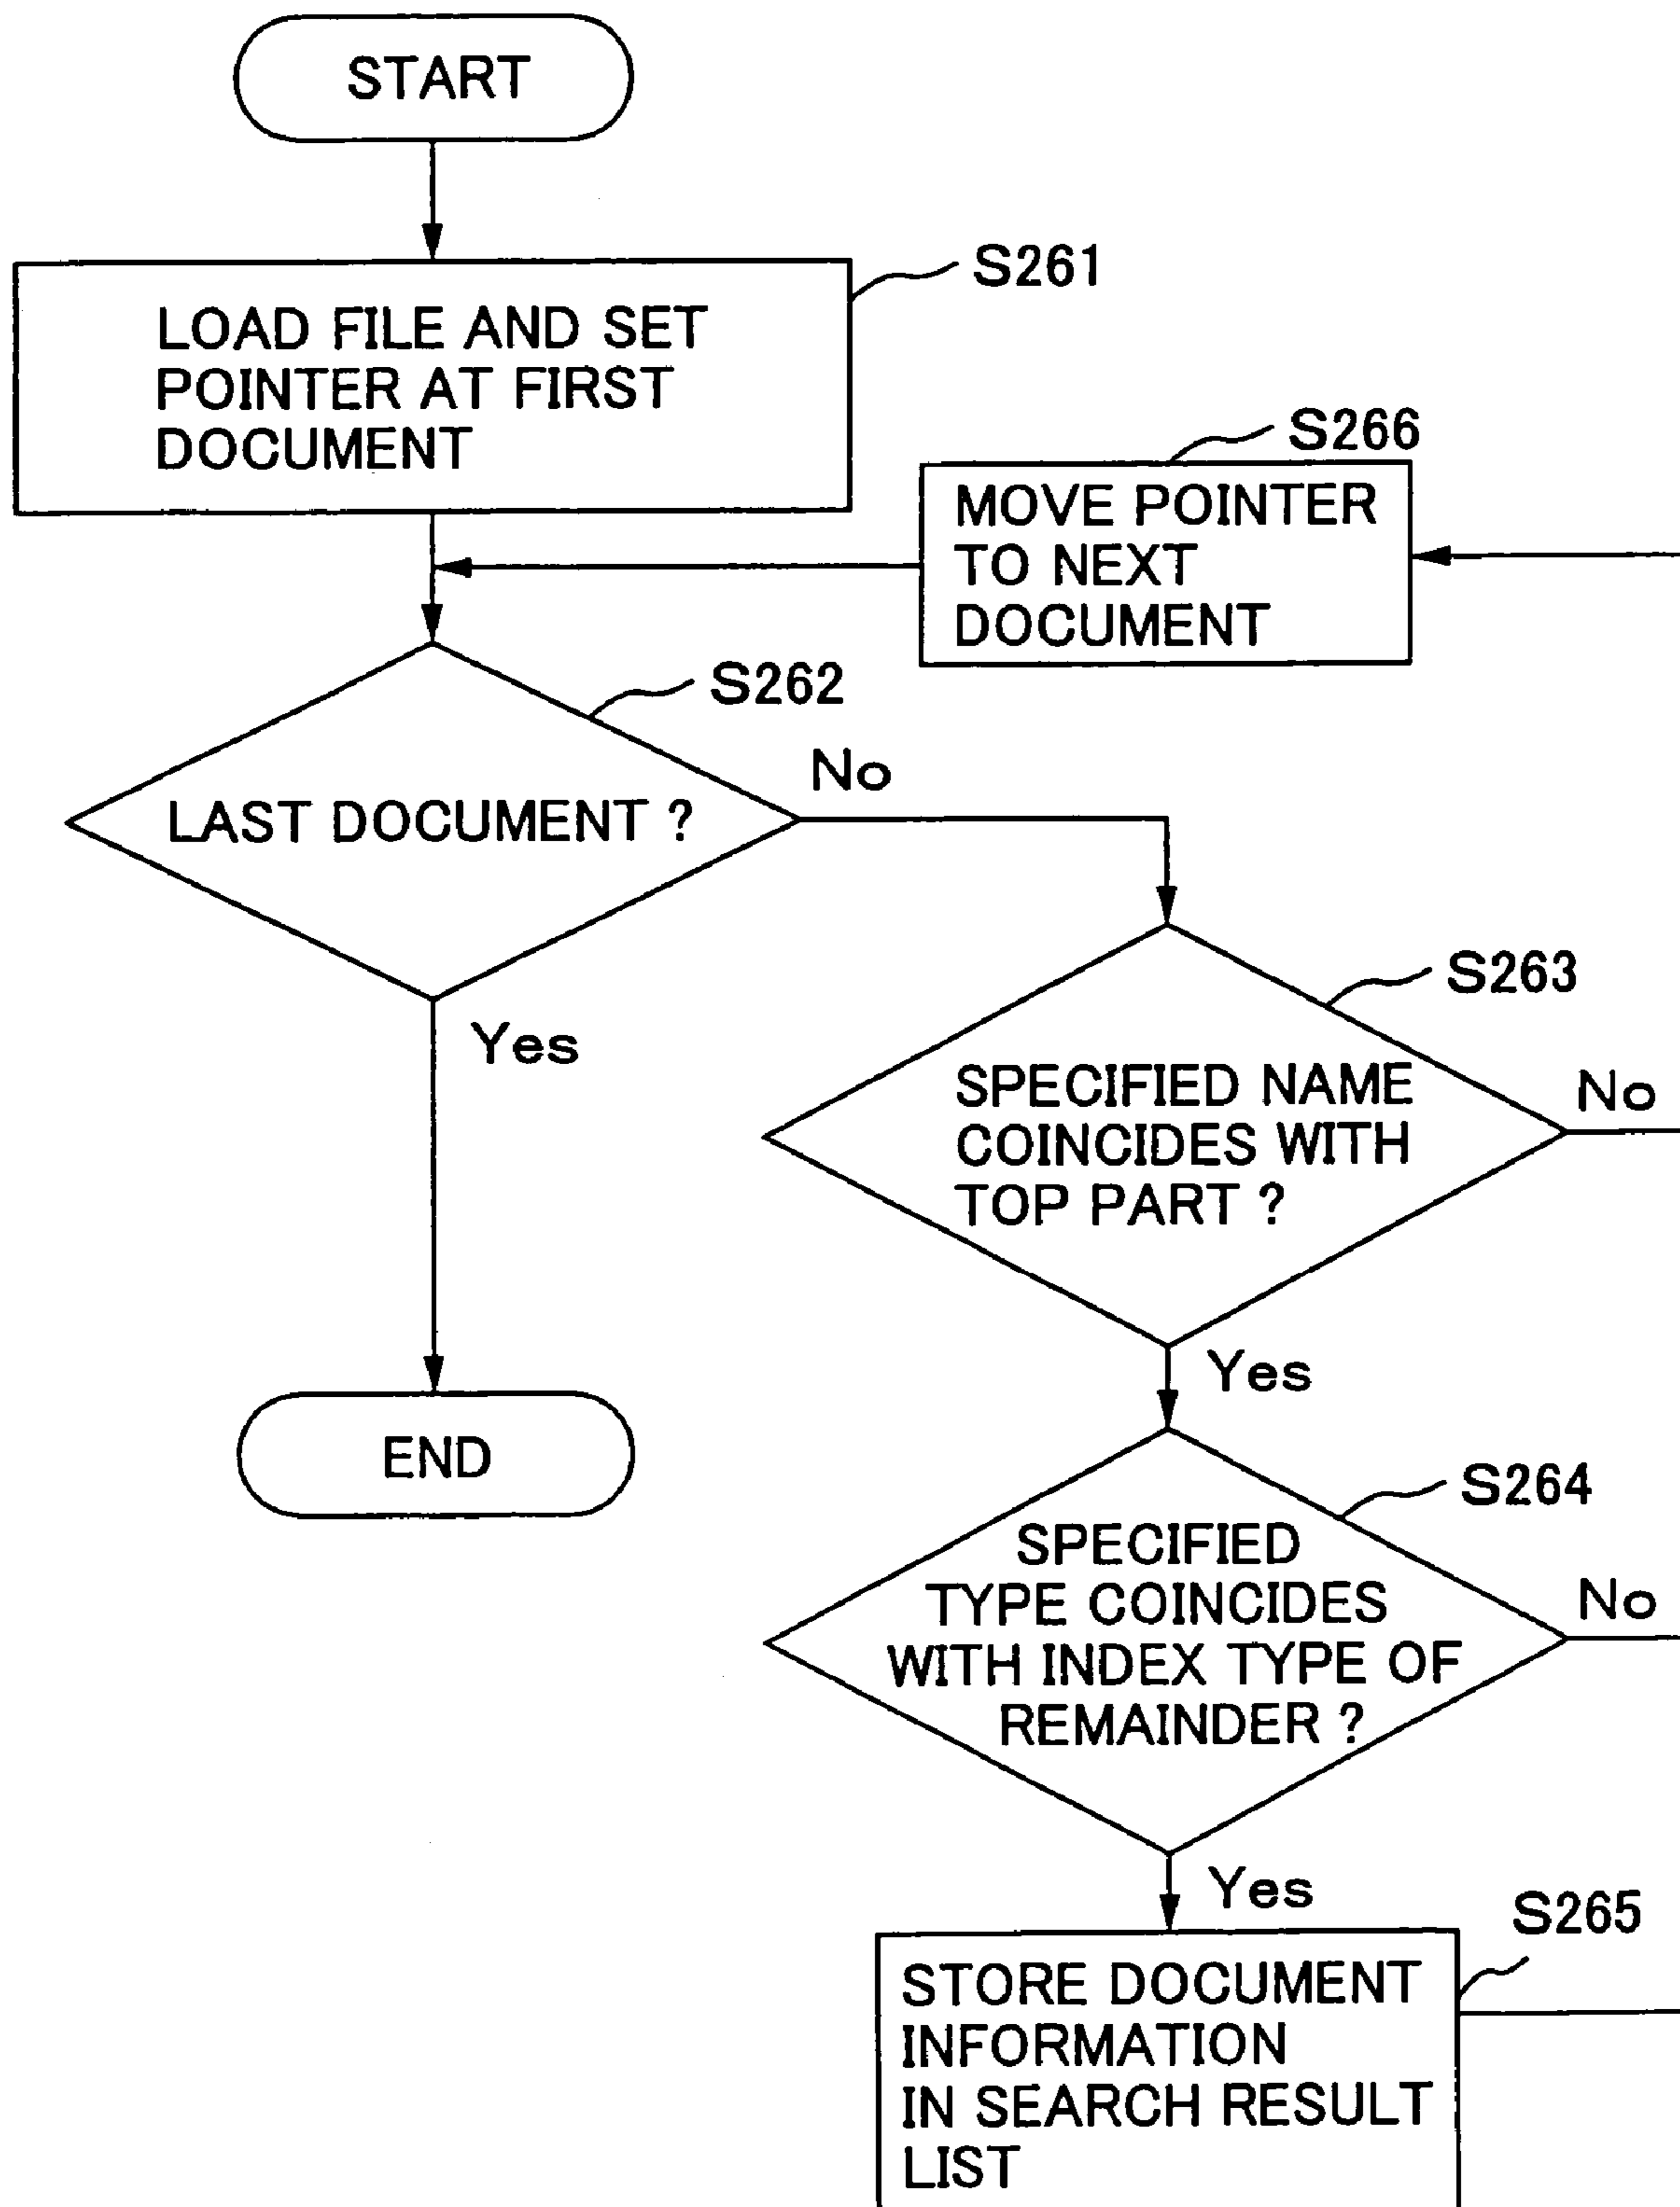 START
S261
LOAD FILE AND SET
POINTER AT FIRST
DOCUMENT
S266
MOVE POINTER
TO NEXT
DOCUMENT
S262
No
LAST DOCUMENT ?
Yes
S263
SPECIFIED NAME
COINCIDES WITH
TOP PART ?
No
Yes
END
S264
SPECIFIED
TYPE COINCIDES
WITH INDEX TYPE OF
REMAINDER ?
No
Yes
S265
STORE DOCUMENT
INFORMATION
IN SEARCH RESULT
LIST